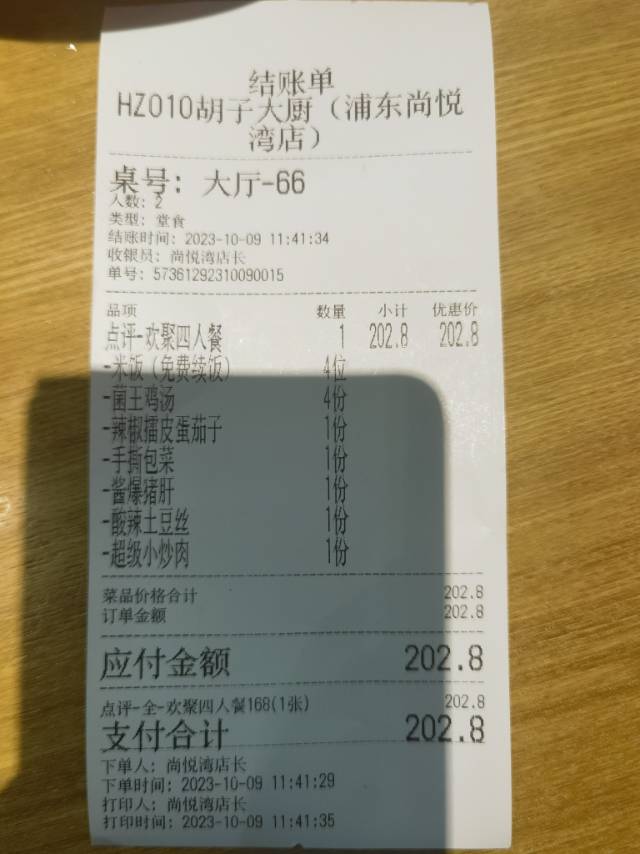 结账单
HZ010胡子大厨（浦东尚悦
湾店）
桌号：大厅-66
人数：2
类型：堂食
结账时间：2023-10-09 11:41:34
收银员：尚悦湾店长
单号：57361292310090015
品项 数量 小计 优惠价
点评-欢聚四人餐 1 202.8 202.8
-米饭（免费续饭） 4位
-菌王鸡汤 4份
-辣椒擂皮蛋茄子 1份
-手撕包菜 1份
-酱爆猪肝 1份
-酸辣土豆丝 1份
-超级小炒肉 1份
菜品价格合计 202.8
订单金额 202.8
应付金额 202.8
点评-全-欢聚四人餐168(1张) 202.8
支付合计 202.8
下单人：尚悦湾店长
下单时间：2023-10-09 11:41:29
打印人：尚悦湾店长
打印时间：2023-10-09 11:41:35